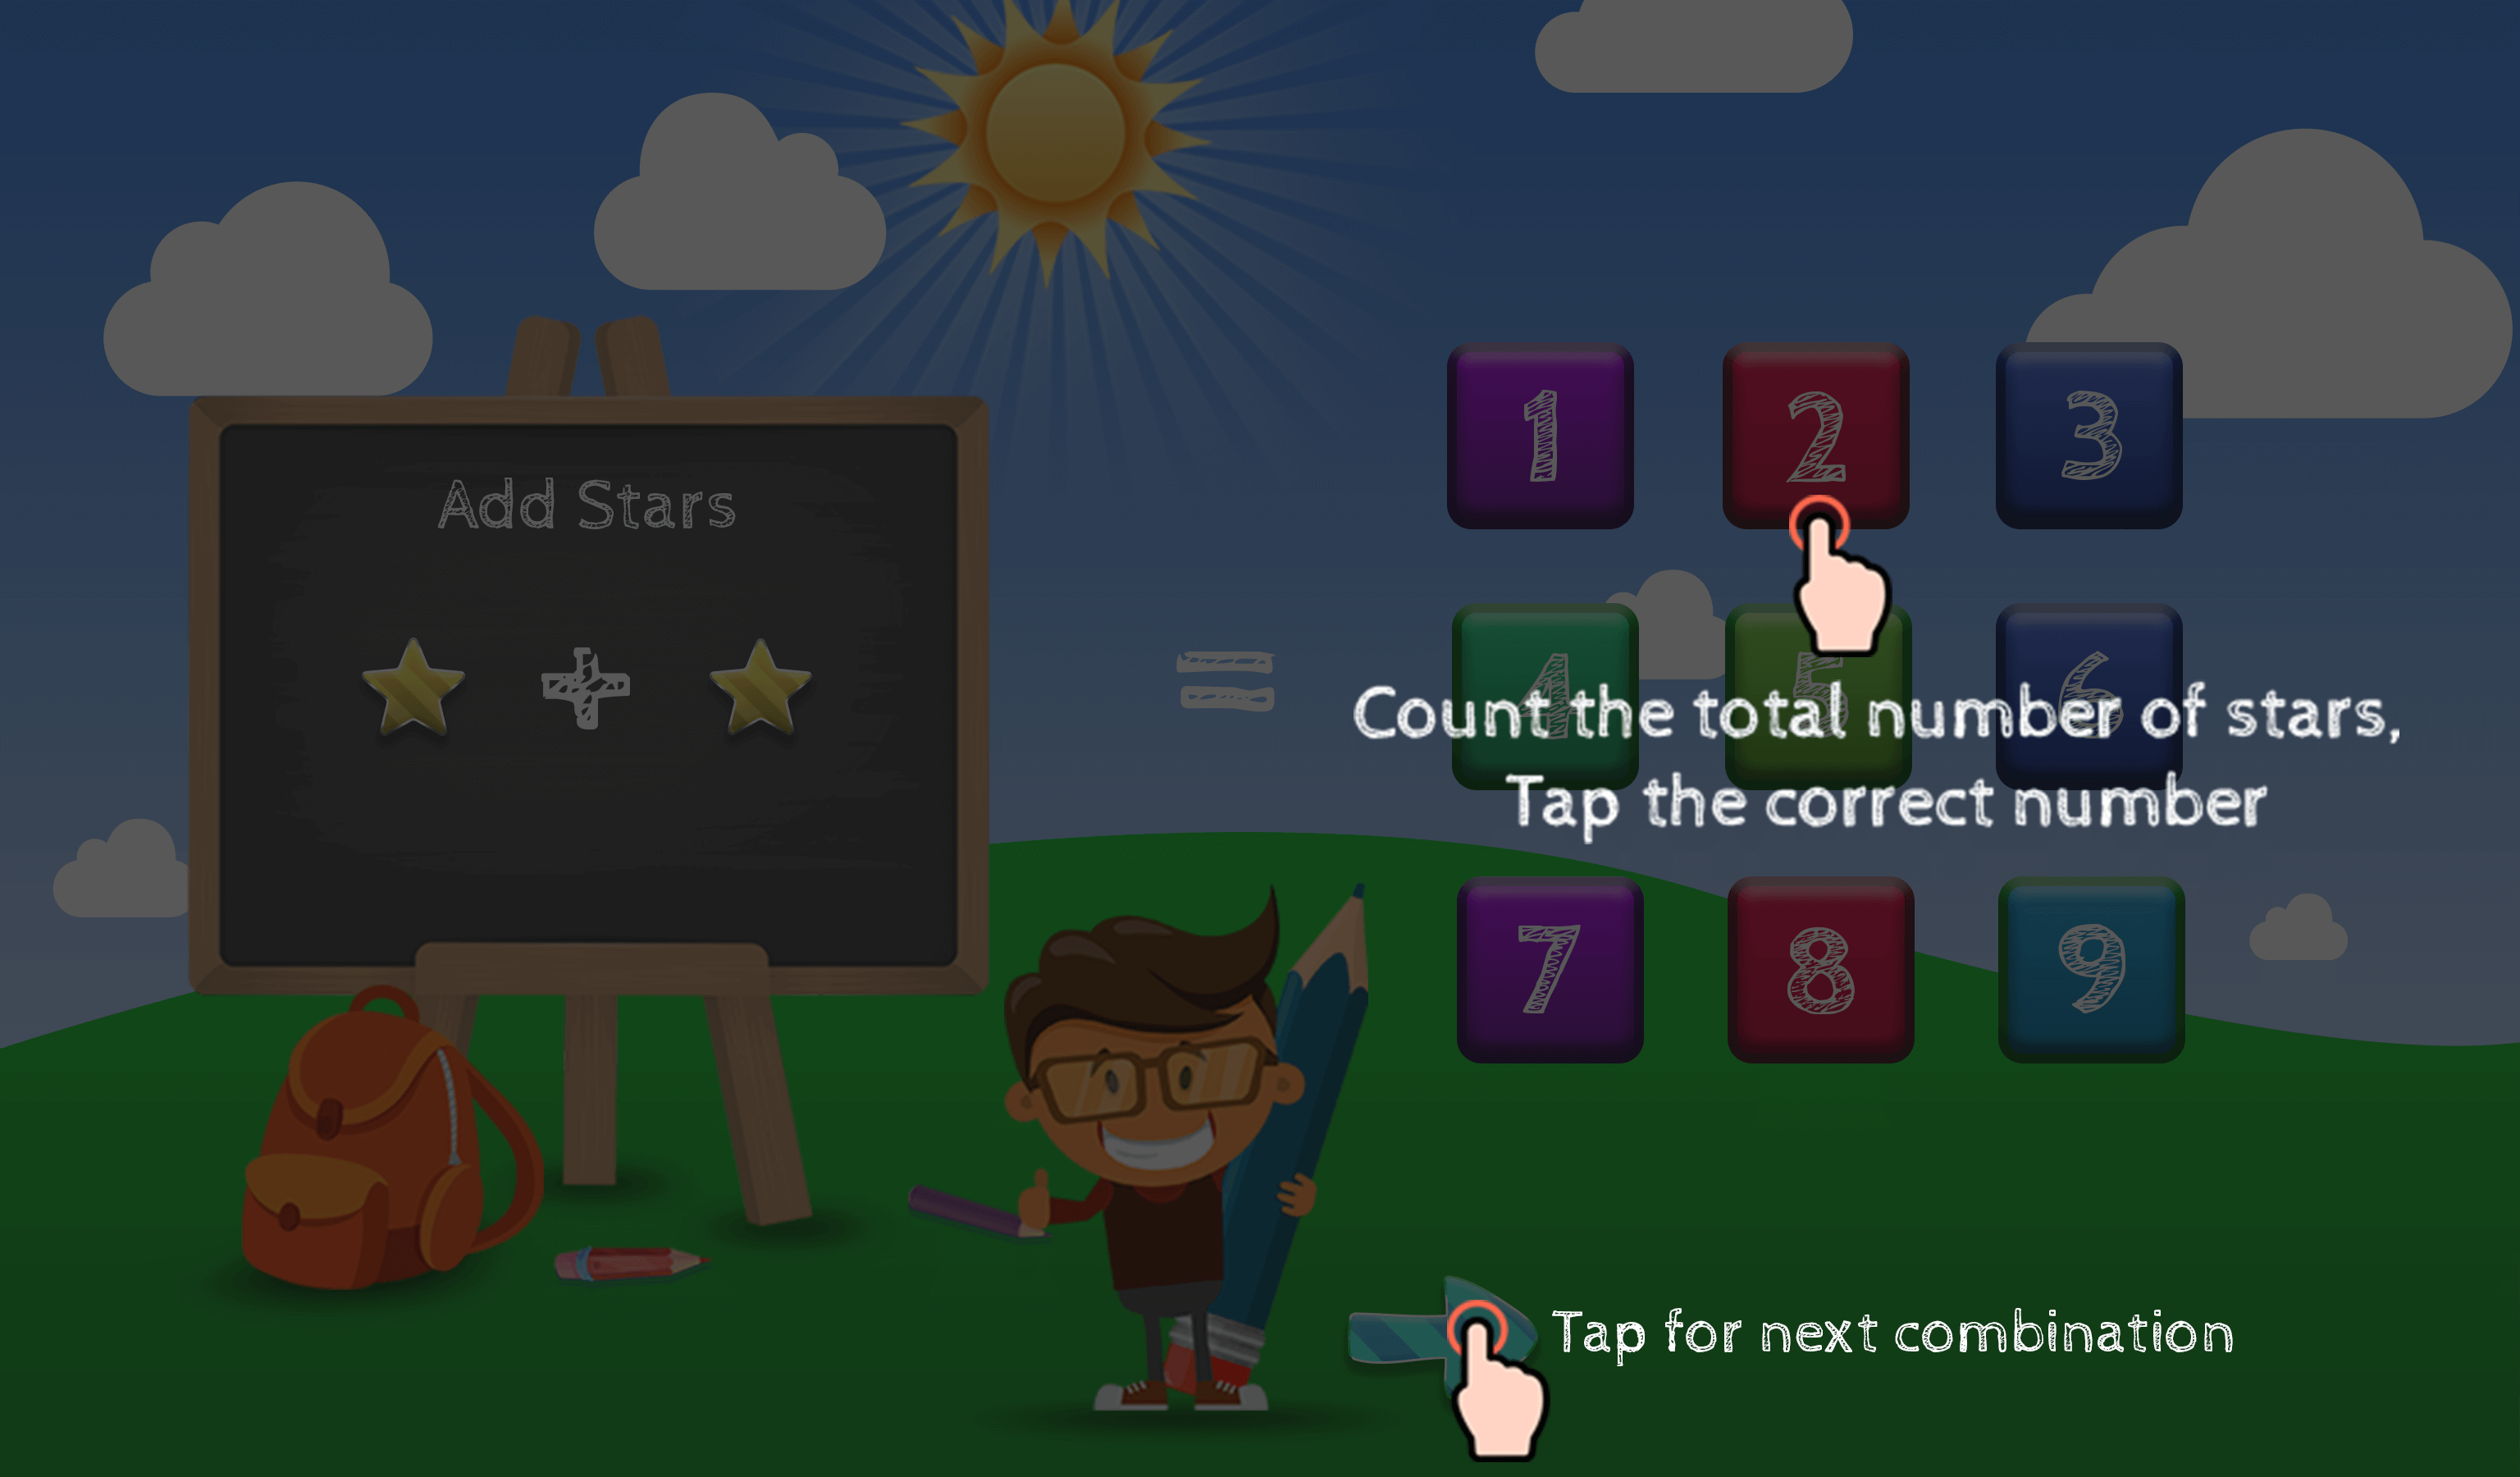 Add Stars
+
=
1 2 3
4 5 6
Count the total number of stars,
Tap the correct number
7 8 9
Tap for next combination